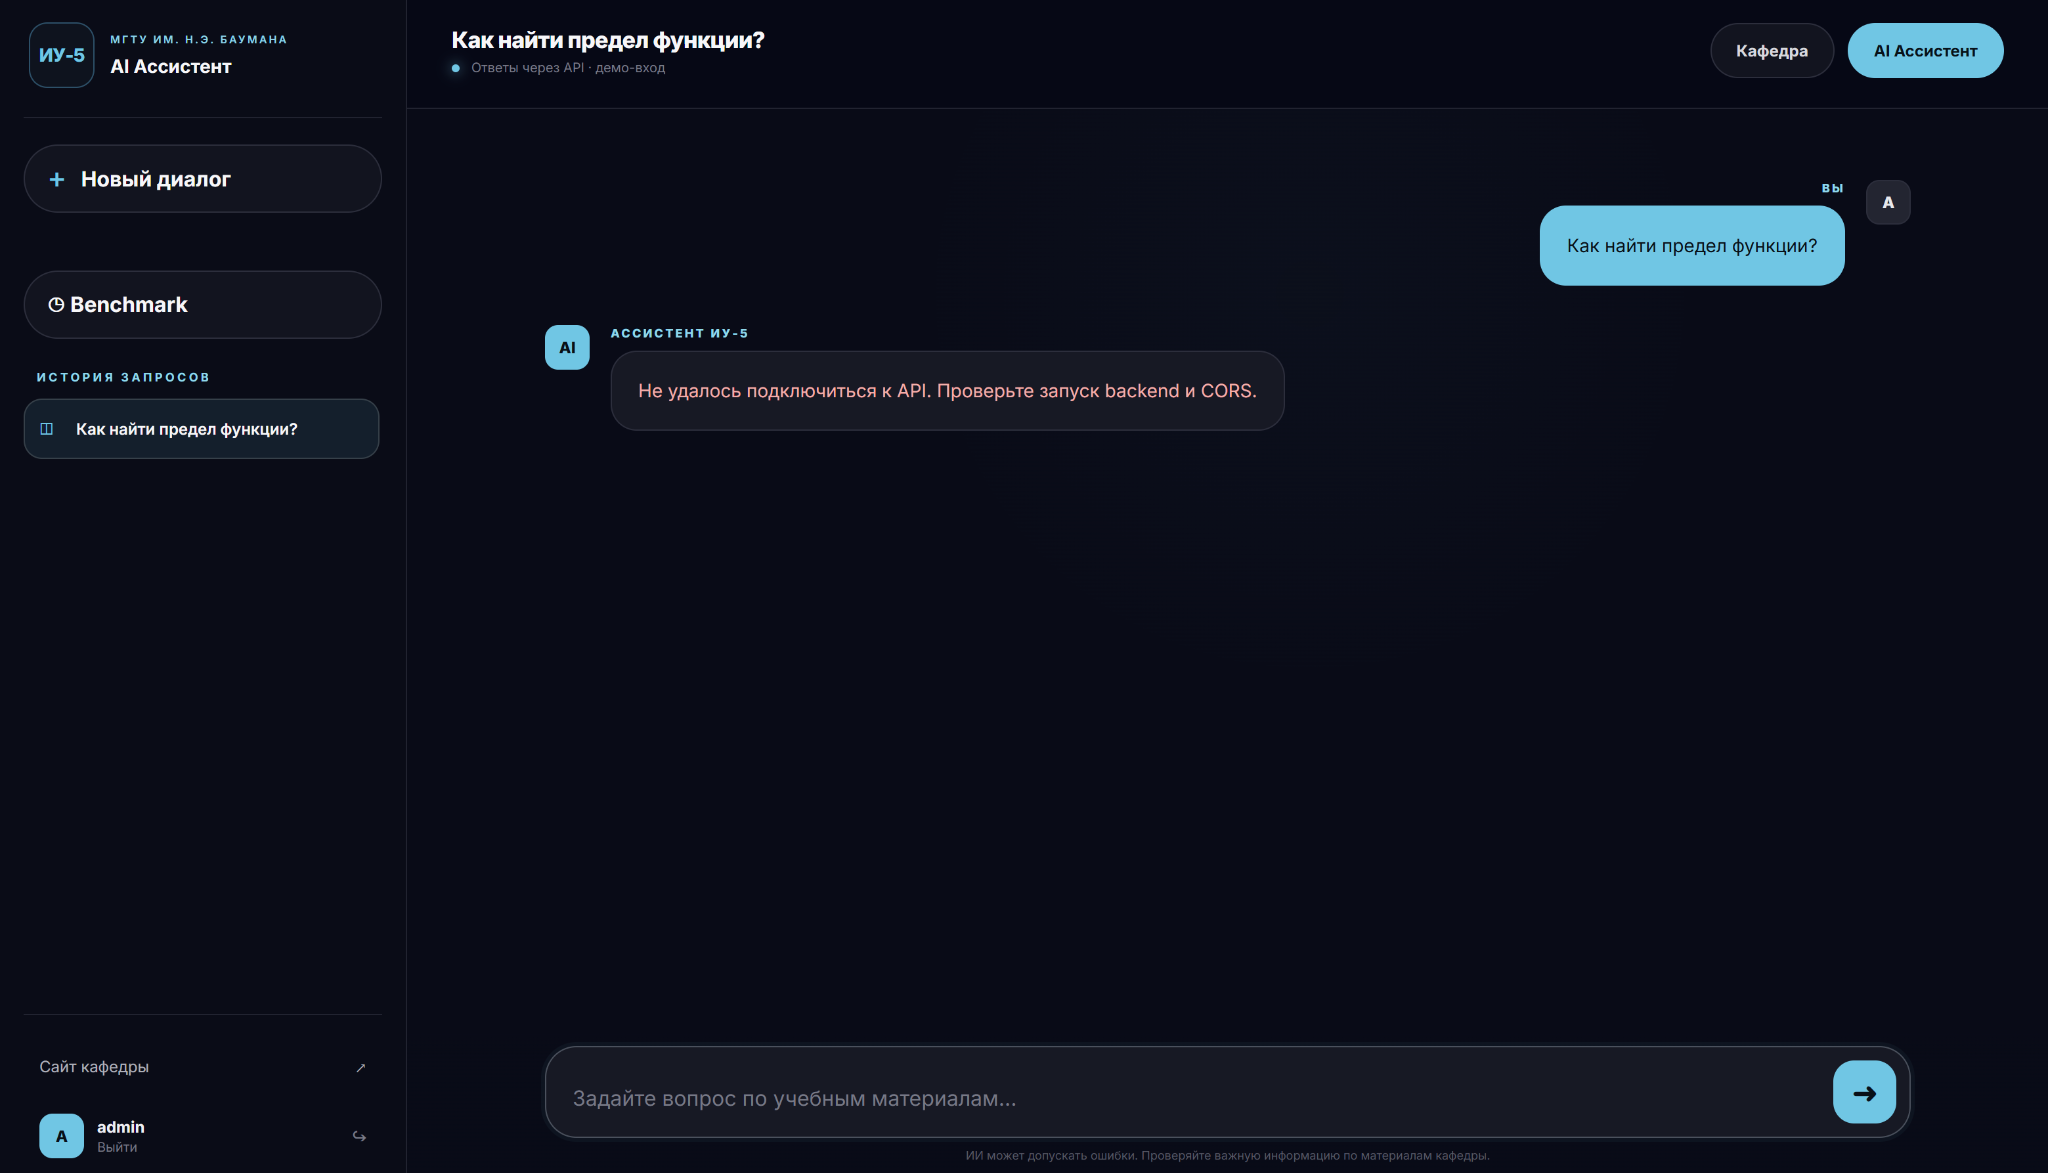 ИУ-5
МГТУ ИМ. Н.Э. БАУМАНА
AI Ассистент
+ Новый диалог
Benchmark
ИСТОРИЯ ЗАПРОСОВ
Как найти предел функции?
Сайт кафедры ↗
A
admin
Выйти
Как найти предел функции?
Ответы через API · демо-вход
Кафедра
AI Ассистент
ВЫ
A
Как найти предел функции?
AI
АССИСТЕНТ ИУ-5
Не удалось подключиться к API. Проверьте запуск backend и CORS.
Задайте вопрос по учебным материалам...
ИИ может допускать ошибки. Проверяйте важную информацию по материалам кафедры.